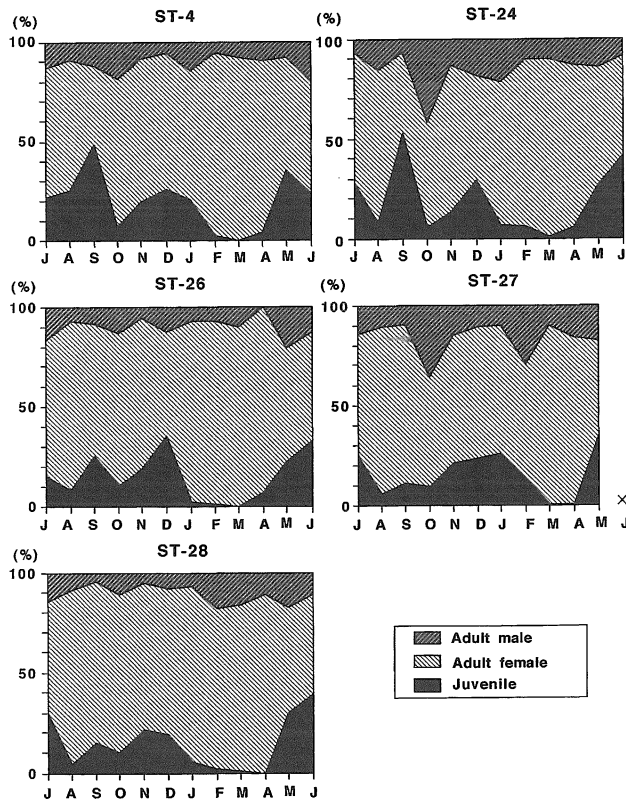 (%) ST-4
100
50
0
J A S O N D J F M A M J
(%) ST-24
100
50
0
J A S O N D J F M A M J
(%) ST-26
100
50
0
J A S O N D J F M A M J
(%) ST-27
100
50
0
J A S O N D J F M A M J
×
(%) ST-28
100
50
0
J A S O N D J F M A M J
Adult male
Adult female
Juvenile